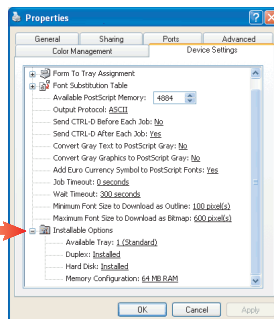 Properties
General Sharing Ports Advanced
Color Management Device Settings
Form To Tray Assignment
Font Substitution Table
Available PostScript Memory: 4884
Output Protocol: ASCII
Send CTRL-D Before Each Job: No
Send CTRL-D After Each Job: Yes
Convert Gray Text to PostScript Gray: No
Convert Gray Graphics to PostScript Gray: No
Add Euro Currency Symbol to PostScript Fonts: Yes
Job Timeout: 0 seconds
Wait Timeout: 300 seconds
Minimum Font Size to Download as Outline: 100 pixel(s)
Maximum Font Size to Download as Bitmap: 600 pixel(s)
Installable Options
Available Tray: 1 (Standard)
Duplex: Installed
Hard Disk: Installed
Memory Configuration: 64 MB RAM
OK Cancel Apply